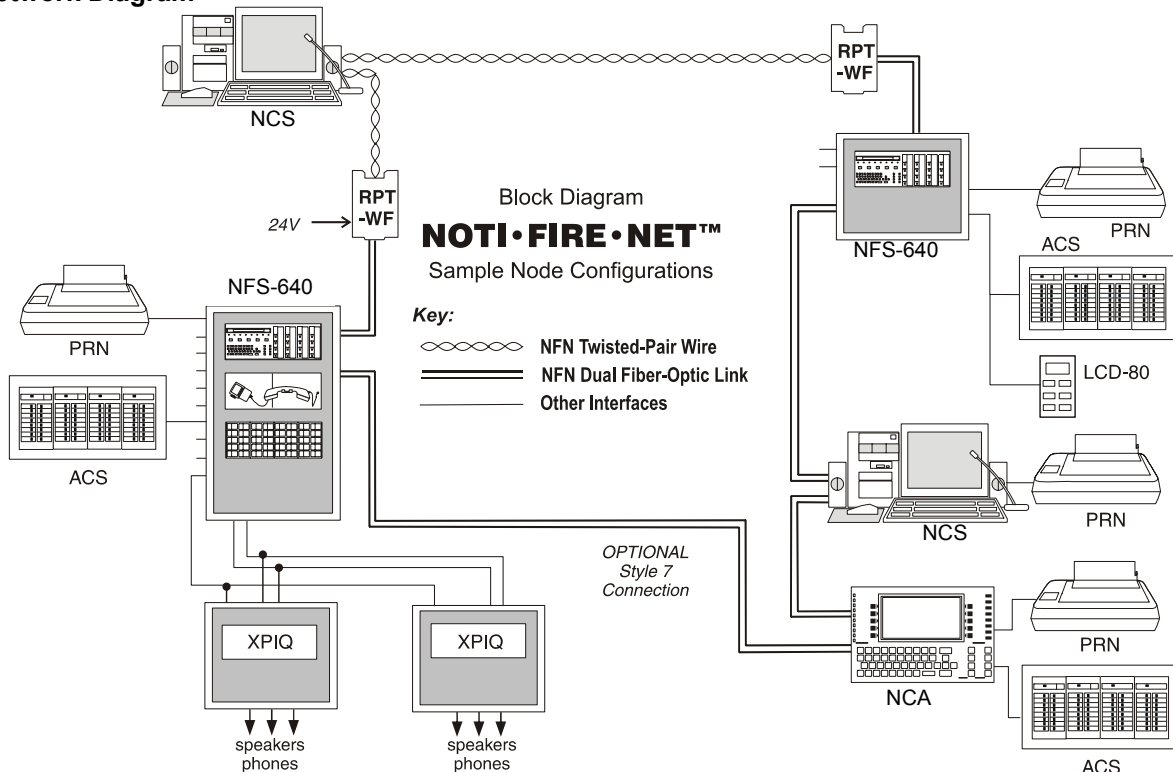 NCS
RPT
-WF
RPT
-WF
24V
Block Diagram
NOTI•FIRE•NET™
Sample Node Configurations
Key:
NFN Twisted-Pair Wire
NFN Dual Fiber-Optic Link
Other Interfaces
NFS-640
PRN
ACS
XPIQ
XPIQ
speakers
phones
speakers
phones
OPTIONAL
Style 7
Connection
NFS-640
PRN
ACS
LCD-80
NCS
PRN
NCA
PRN
ACS